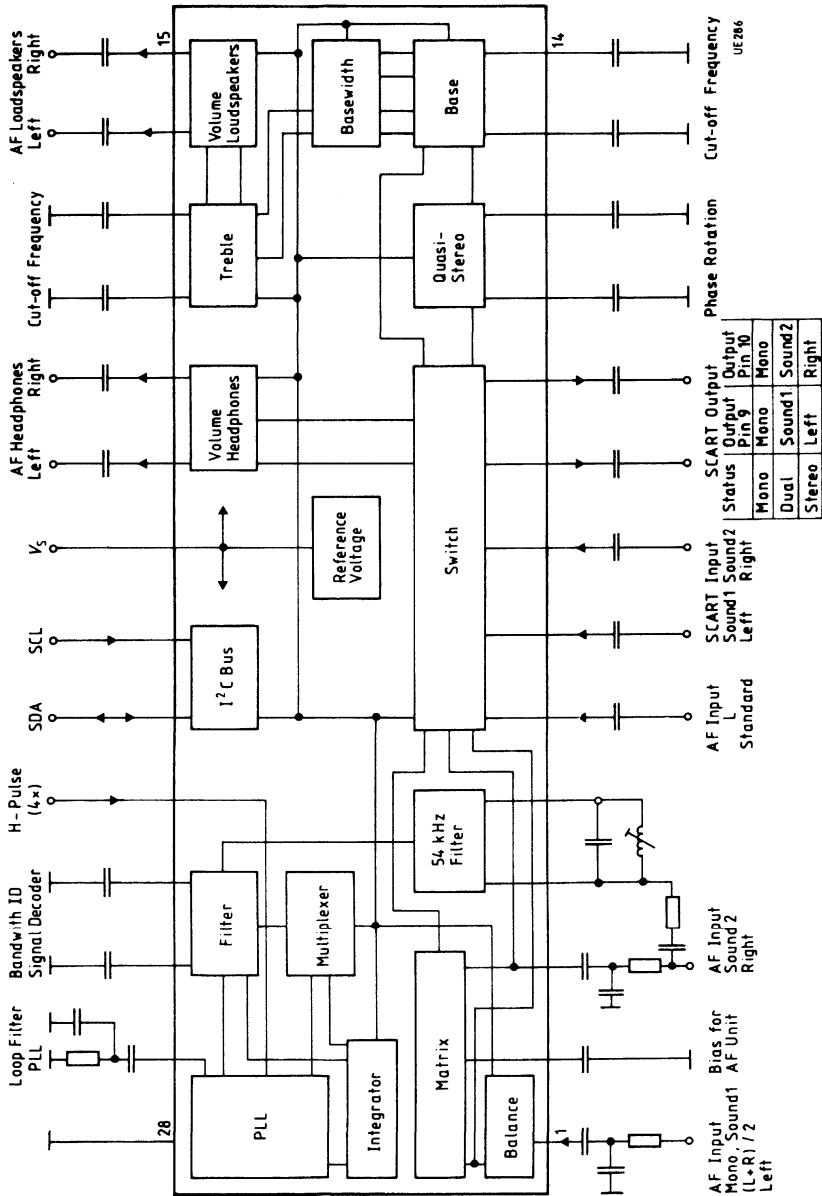 Loop Filter
PLL
Bandwith ID
Signal Decoder
H-Pulse
(4x)
SDA
SCL
VS
AF Headphones
Left Right
Cut-off Frequency
AF Loadspeakers
Left Right
28
15
PLL
Filter
Multiplexer
Integrator
I²C Bus
Reference
Voltage
Volume
Headphones
Treble
Volume
Loudspeakers
Basewidth
Matrix
Balance
54 kHz
Filter
Switch
Quasi-
Stereo
Base
1
14
AF Input
Mono, Sound1
(L+R) / 2
Left
Bias for
AF Unit
AF Input
Sound2
Right
AF Input
L
Standard
SCART Input
Sound1 Sound2
Left Right
SCART Output
Status Output Output
Pin 9 Pin 10
Mono Mono Mono
Dual Sound1 Sound2
Stereo Left Right
Phase Rotation
Cut-off Frequency
UE286